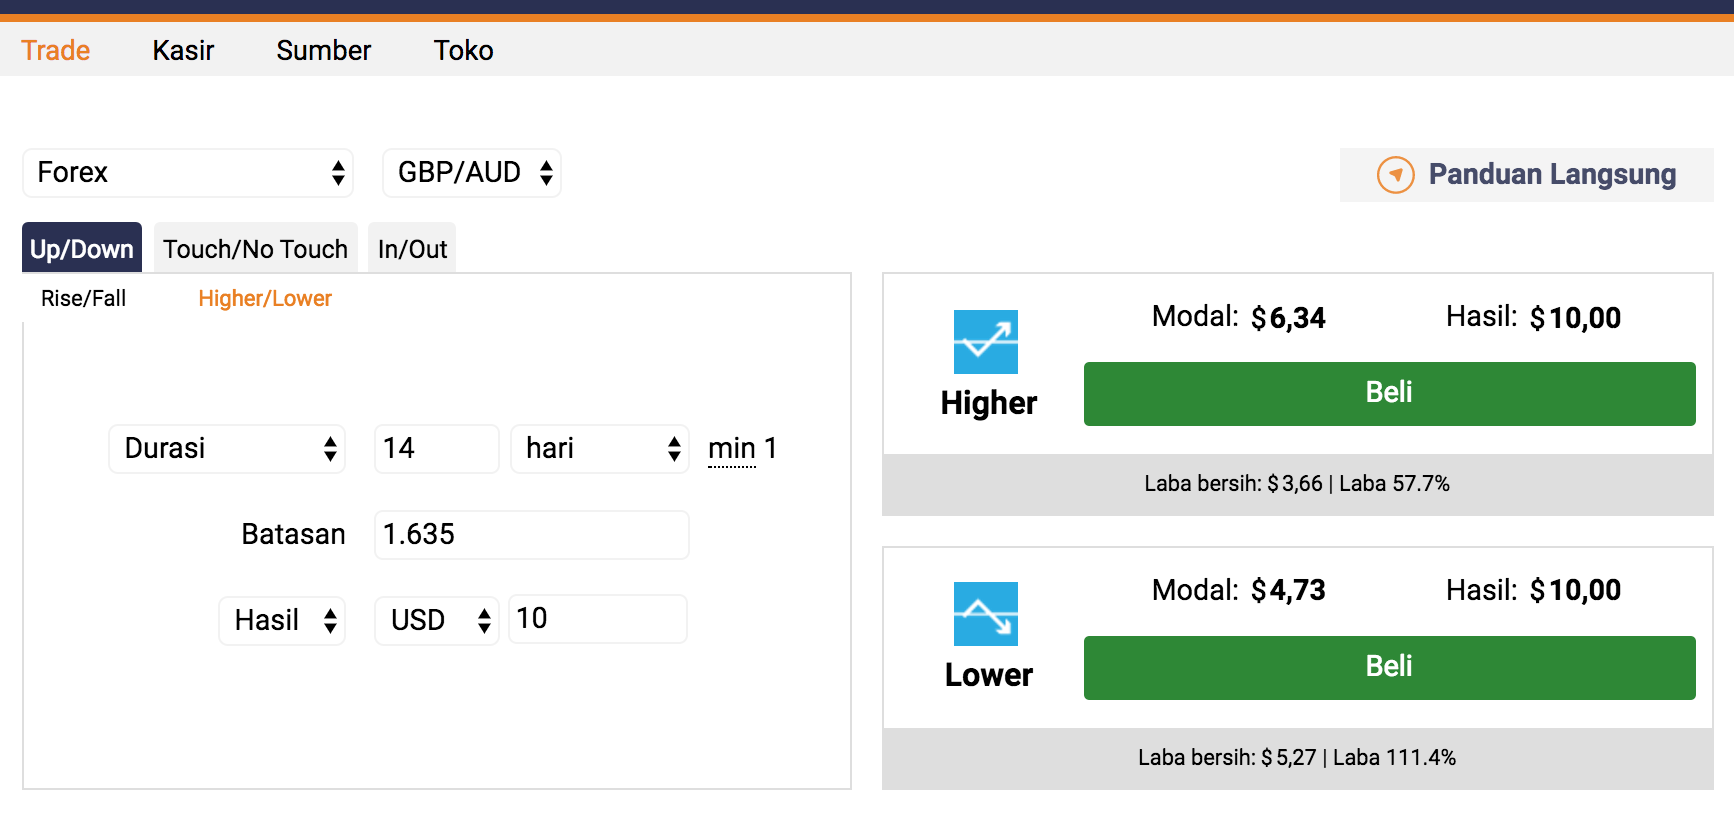 Trade Kasir Sumber Toko
Forex GBP/AUD
Panduan Langsung
Up/Down Touch/No Touch In/Out
Rise/Fall Higher/Lower
Durasi 14 hari min 1
Batasan 1.635
Hasil USD 10
Modal: $6,34 Hasil: $10,00
Higher
Beli
Laba bersih: $3,66 | Laba 57.7%
Modal: $4,73 Hasil: $10,00
Lower
Beli
Laba bersih: $5,27 | Laba 111.4%